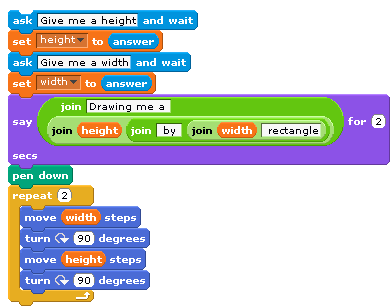 ask Give me a height and wait
set height to answer
ask Give me a width and wait
set width to answer
join Drawing me a
say join height join by join width rectangle for 2
secs
pen down
repeat 2
move width steps
turn 90 degrees
move height steps
turn 90 degrees